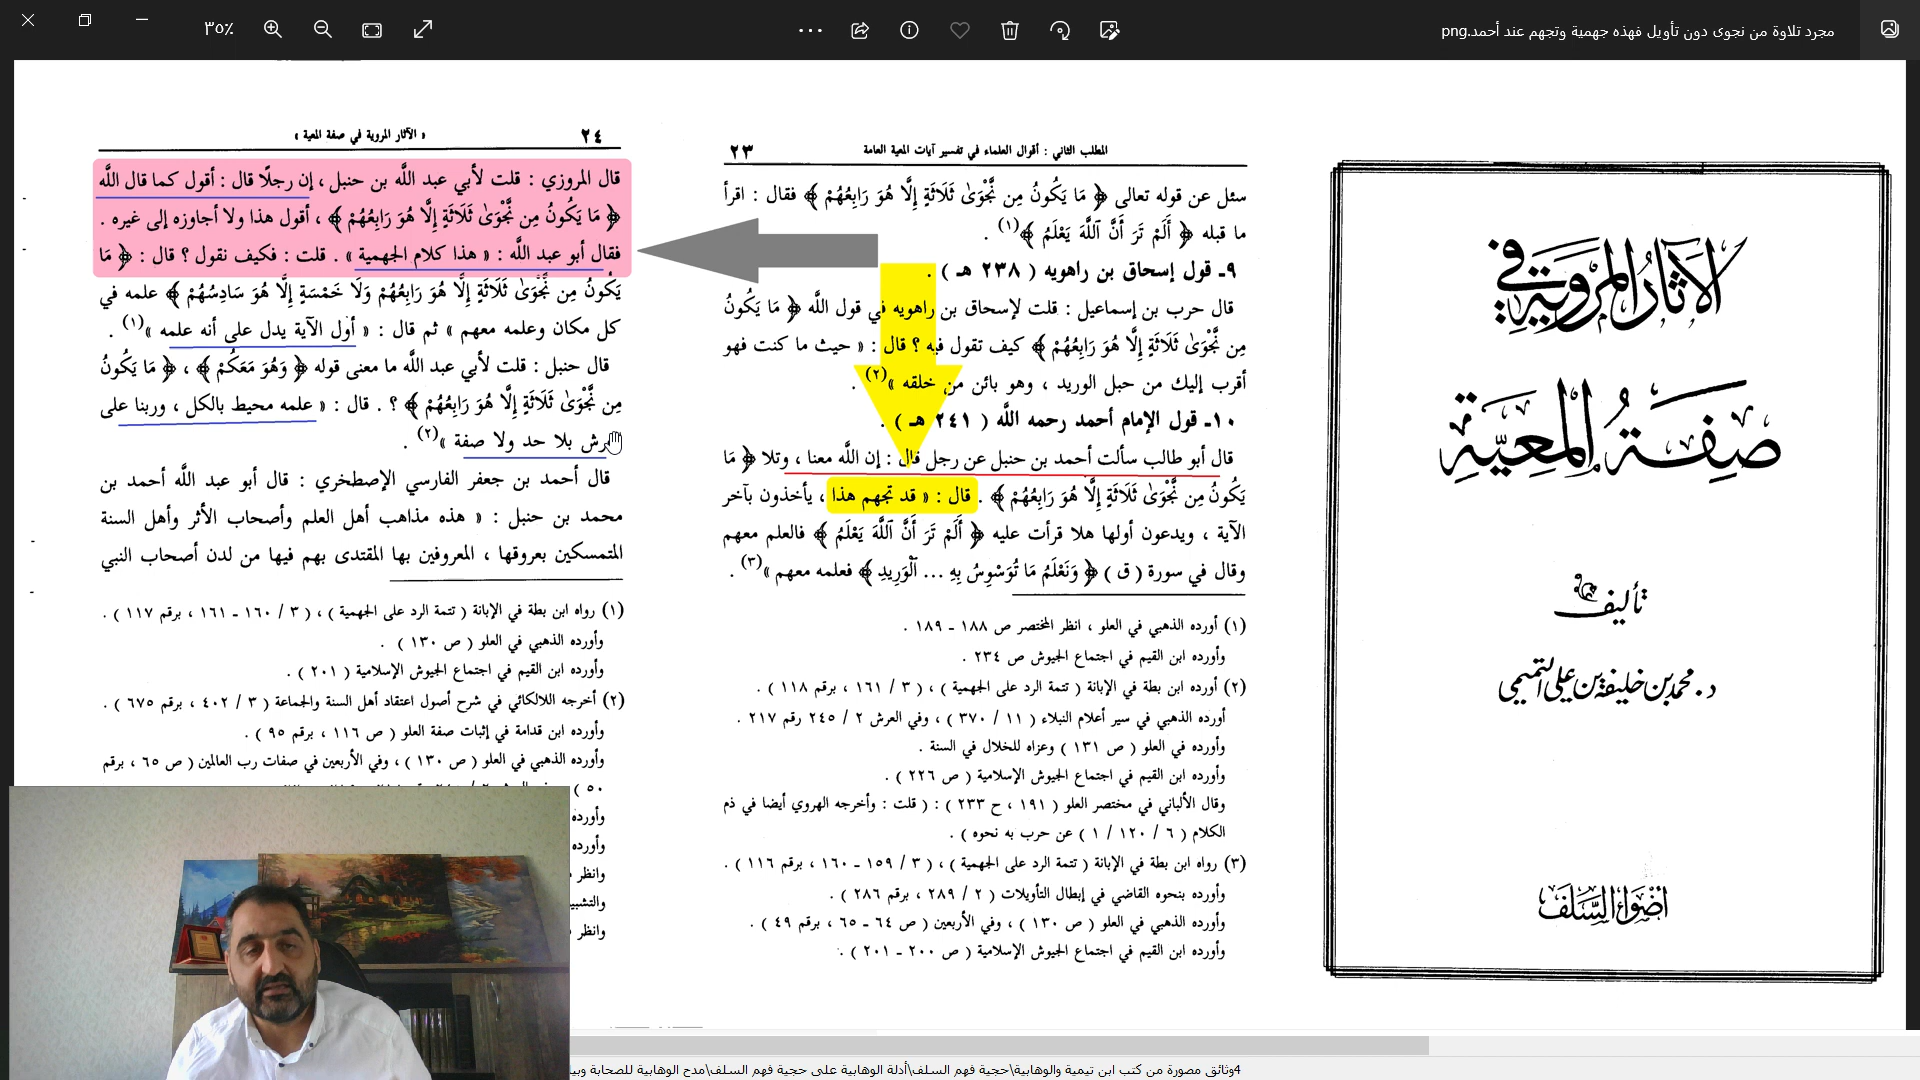 ٣٥٪
مجرد تلاوة من نجوى دون تأويل فهذه جهمية وتجهم عند أحمد.png
الآثار المروية في
صفة المعية
تأليف
د. محمد بن خليفة بن علي التميمي
أضواء السلف
المطلب الثاني : أقوال العلماء في تفسير آيات المعية العامة
٢٣
سئل عن قوله تعالى ﴿ مَا يَكُونُ مِن نَّجْوَىٰ ثَلَاثَةٍ إِلَّا هُوَ رَابِعُهُمْ ﴾ فقال : اقرأ
ما قبله ﴿ أَلَمْ تَرَ أَنَّ ٱللَّهَ يَعْلَمُ ﴾(١) .
٩ـ قول إسحاق بن راهويه ( ٢٣٨ هـ ) .
قال حرب بن إسماعيل : قلت لإسحاق بن راهويه في قول اللَّه ﴿ مَا يَكُونُ
مِن نَّجْوَىٰ ثَلَاثَةٍ إِلَّا هُوَ رَابِعُهُمْ ﴾ كيف تقول فيه ؟ قال : « حيث ما كنت فهو
أقرب إليك من حبل الوريد ، وهو بائن من خلقه »(٢) .
١٠ـ قول الإمام أحمد رحمه اللَّه ( ٢٤١ هـ ) .
قال أبو طالب سألت أحمد بن حنبل عن رجل قال : إن اللَّه معنا ، وتلا ﴿ مَا
يَكُونُ مِن نَّجْوَىٰ ثَلَاثَةٍ إِلَّا هُوَ رَابِعُهُمْ ﴾ . قال : « قد تجهم هذا ، يأخذون بآخر
الآية ، ويدعون أولها هلا قرأت عليه ﴿ أَلَمْ تَرَ أَنَّ ٱللَّهَ يَعْلَمُ ﴾ فالعلم معهم
وقال في سورة ( ق ) ﴿ وَنَعْلَمُ مَا تُوَسْوِسُ بِهِ ... ٱلْوَرِيدِ ﴾ فعلمه معهم »(٣) .
(١) أورده الذهبي في العلو ، انظر المختصر ص ١٨٨ ـ ١٨٩ .
وأورده ابن القيم في اجتماع الجيوش ص ٢٣٤ .
(٢) أورده ابن بطة في الإبانة ( تتمة الرد على الجهمية ) ، ( ٣ / ١٦١ ، برقم ١١٨ ) .
أورده الذهبي في سير أعلام النبلاء ( ١١ / ٣٧٠ ) ، وفي العرش ٢ / ٢٤٥ رقم ٢١٧ .
وأورده في العلو ( ص ١٣١ ) وعزاه للخلال في السنة .
وأورده ابن القيم في اجتماع الجيوش الإسلامية ( ص ٢٢٦ ) .
وقال الألباني في مختصر العلو ( ١٩١ ، ح ٢٣٣ ) : ( قلت : وأخرجه الهروي أيضا في ذم
الكلام ( ٦ / ١٢٠ / ١ ) عن حرب به نحوه ) .
(٣) رواه ابن بطة في الإبانة ( تتمة الرد على الجهمية ) ، ( ٣ / ١٥٩ ـ ١٦٠ ، برقم ١١٦ ) .
وأورده بنحوه القاضي في إبطال التأويلات ( ٢ / ٢٨٩ ، برقم ٢٨٦ ) .
وأورده الذهبي في العلو ( ص ١٣٠ ) ، وفي الأربعين ( ص ٦٤ ـ ٦٥ ، برقم ٤٩ ) .
وأورده ابن القيم في اجتماع الجيوش الإسلامية ( ص ٢٠٠ ـ ٢٠١ ) .
٢٤
« الآثار المروية في صفة المعية »
قال المروزي : قلت لأبي عبد اللَّه بن حنبل ، إن رجلًا قال : أقول كما قال اللَّه
﴿ مَا يَكُونُ مِن نَّجْوَىٰ ثَلَاثَةٍ إِلَّا هُوَ رَابِعُهُمْ ﴾ ، أقول هذا ولا أجاوزه إلى غيره .
فقال أبو عبد اللَّه : « هذا كلام الجهمية » . قلت : فكيف نقول ؟ قال : ﴿ مَا
يَكُونُ مِن نَّجْوَىٰ ثَلَاثَةٍ إِلَّا هُوَ رَابِعُهُمْ وَلَا خَمْسَةٍ إِلَّا هُوَ سَادِسُهُمْ ﴾ علمه في
كل مكان وعلمه معهم » ثم قال : « أول الآية يدل على أنه علمه »(١) .
قال حنبل : قلت لأبي عبد اللَّه ما معنى قوله ﴿ وَهُوَ مَعَكُمْ ﴾ ، ﴿ مَا يَكُونُ
مِن نَّجْوَىٰ ثَلَاثَةٍ إِلَّا هُوَ رَابِعُهُمْ ﴾ ؟ . قال : « علمه محيط بالكل ، وربنا على
رش بلا حد ولا صفة »(٢) .
قال أحمد بن جعفر الفارسي الإصطخري : قال أبو عبد اللَّه أحمد بن
محمد بن حنبل : « هذه مذاهب أهل العلم وأصحاب الأثر وأهل السنة
المتمسكين بعروقها ، المعروفين بها المقتدى بهم فيها من لدن أصحاب النبي
(١) رواه ابن بطة في الإبانة ( تتمة الرد على الجهمية ) ، ( ٣ / ١٦٠ ـ ١٦١ ، برقم ١١٧ ) .
وأورده الذهبي في العلو ( ص ١٣٠ ) .
وأورده ابن القيم في اجتماع الجيوش الإسلامية ( ٢٠١ ) .
(٢) أخرجه اللالكائي في شرح أصول اعتقاد أهل السنة والجماعة ( ٣ / ٤٠٢ ، برقم ٦٧٥ ) .
وأورده ابن قدامة في إثبات صفة العلو ( ص ١١٦ ، برقم ٩٥ ) .
وأورده الذهبي في العلو ( ص ١٣٠ ) ، وفي الأربعين في صفات رب العالمين ( ص ٦٥ ، برقم
٥٠ )
وأورده
وأورده
وانظر
والتشبي
وانظر
4وثائق مصورة من كتب ابن تيمية والوهابية\حجية فهم السلف\أدلة الوهابية على حجية فهم السلف\مدح الوهابية للصحابة وبيا